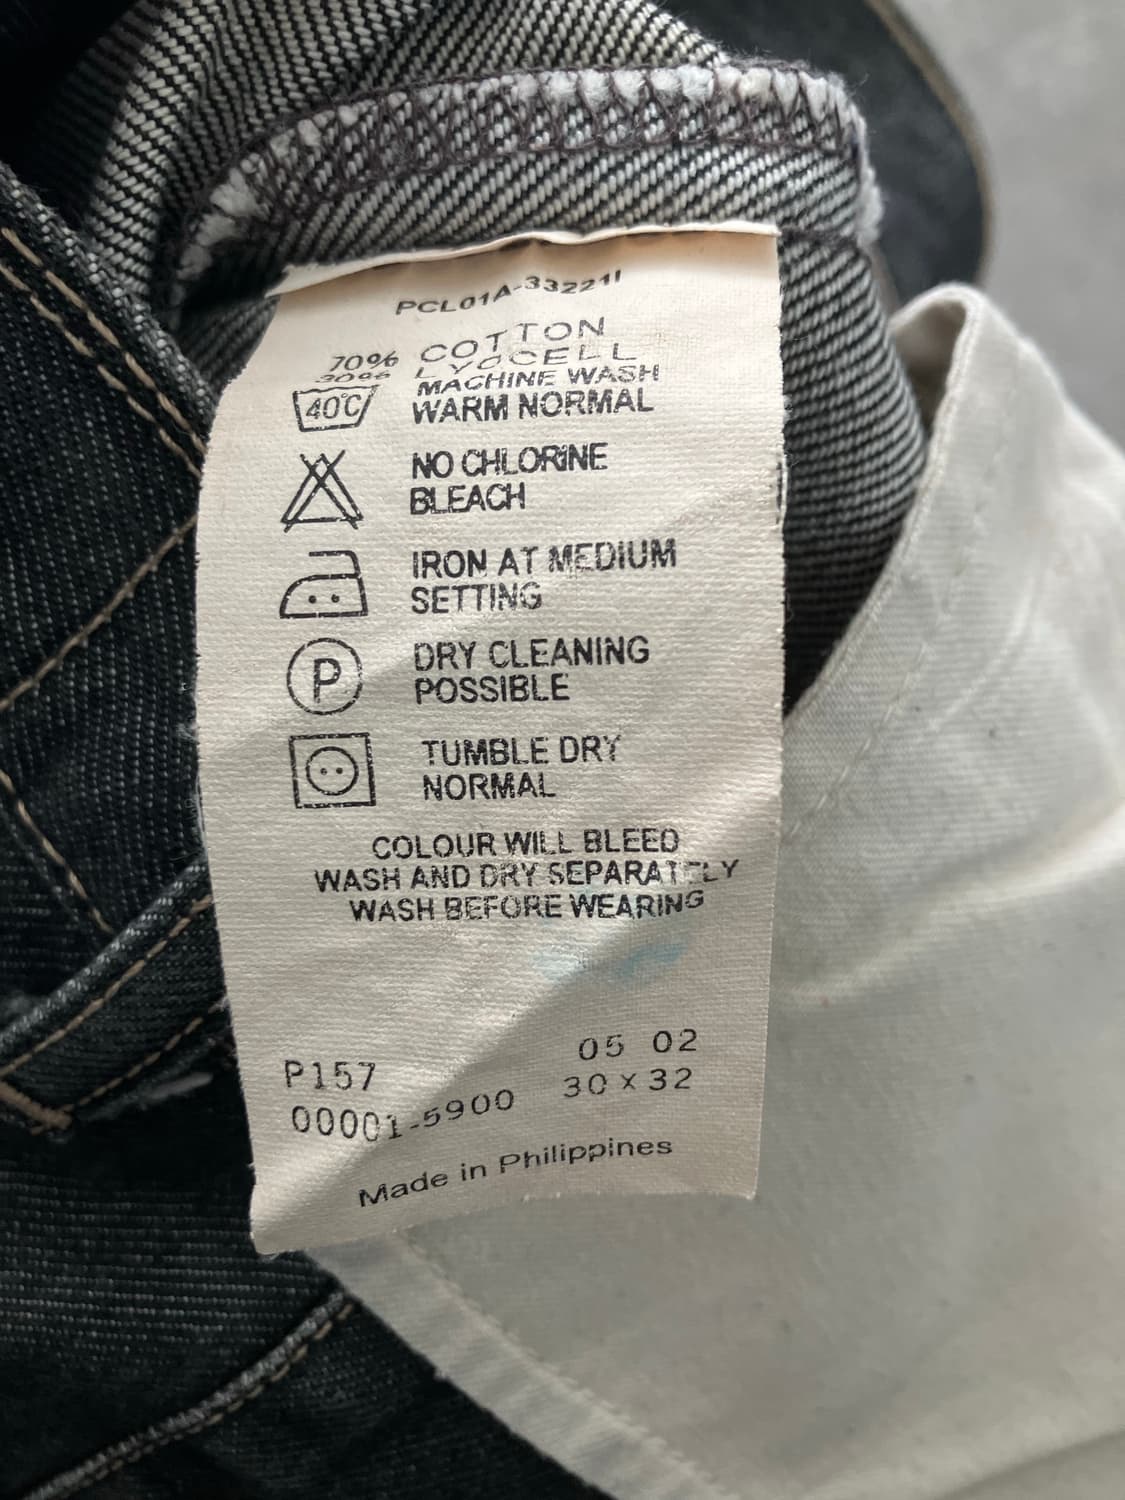 PCL01A-33221I
70% COTTON
30% LYOCELL
40°C MACHINE WASH
WARM NORMAL
NO CHLORINE
BLEACH
IRON AT MEDIUM
SETTING
P DRY CLEANING
POSSIBLE
TUMBLE DRY
NORMAL
COLOUR WILL BLEED
WASH AND DRY SEPARATELY
WASH BEFORE WEARING
P157 05 02
00001-5900 30 x 32
Made in Philippines